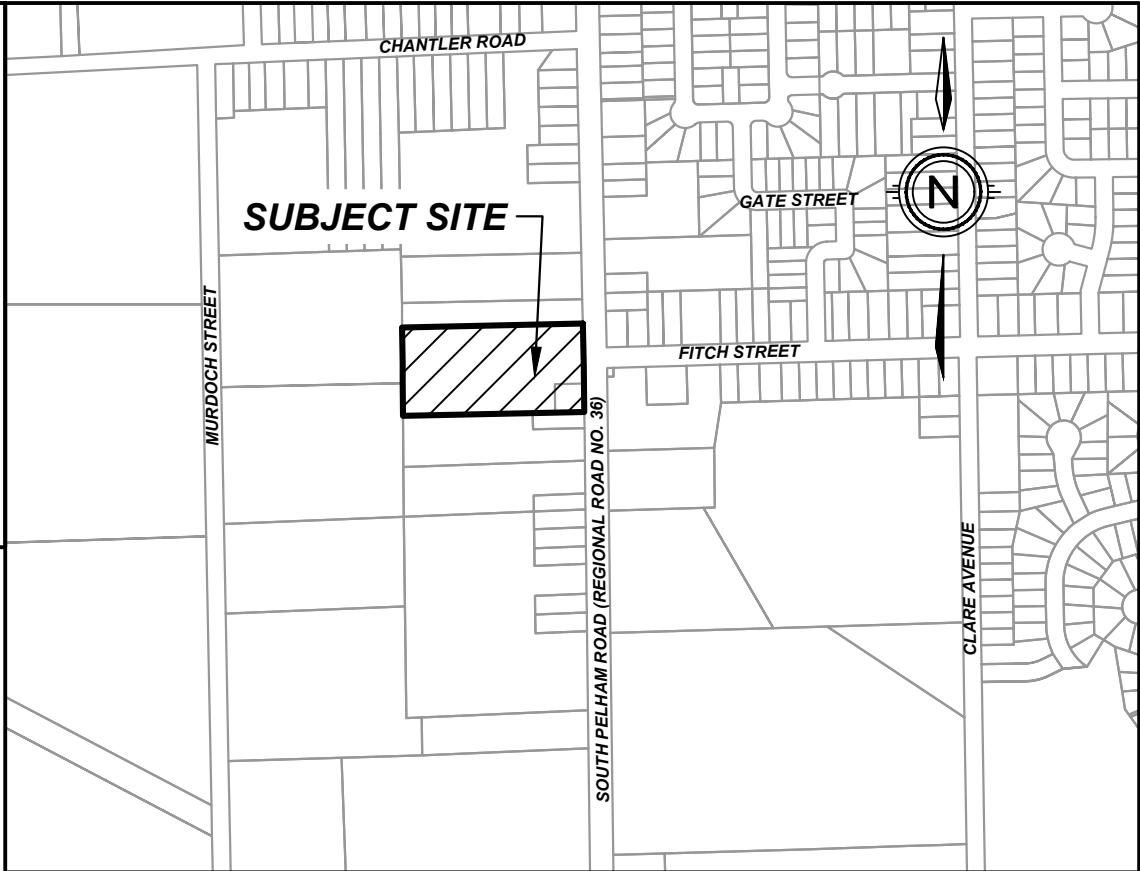 CHANTLER ROAD
SUBJECT SITE
GATE STREET
N
MURDOCH STREET
FITCH STREET
SOUTH PELHAM ROAD (REGIONAL ROAD NO. 36)
CLARE AVENUE